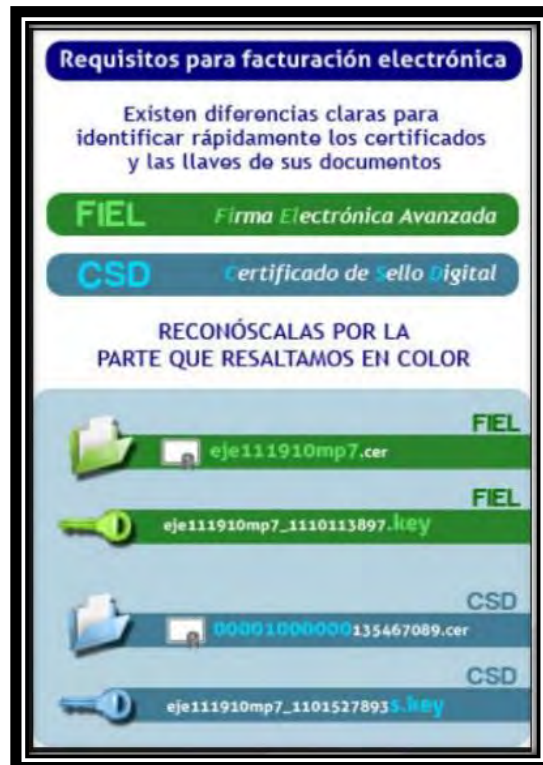 Requisitos para facturación electrónica
Existen diferencias claras para
identificar rápidamente los certificados
y las llaves de sus documentos
FIEL Firma Electrónica Avanzada
CSD Certificado de Sello Digital
RECONÓSCALAS POR LA
PARTE QUE RESALTAMOS EN COLOR
FIEL
eje111910mp7.cer
FIEL
eje111910mp7_1110113897.key
CSD
00001000000135467089.cer
CSD
eje111910mp7_1101527893s.key